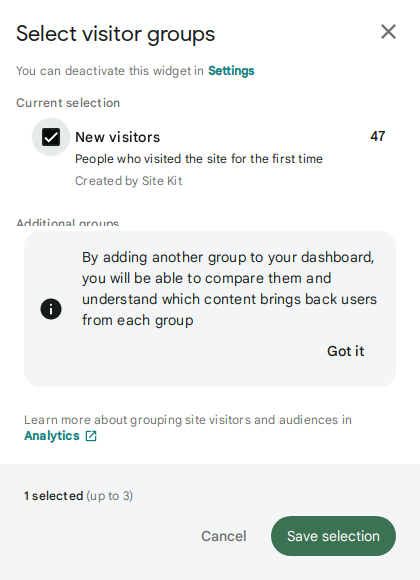 Select visitor groups
You can deactivate this widget in Settings
Current selection
New visitors 47
People who visited the site for the first time
Created by Site Kit
Additional groups
By adding another group to your dashboard,
you will be able to compare them and
understand which content brings back users
from each group
Got it
Learn more about grouping site visitors and audiences in
Analytics
1 selected (up to 3)
Cancel Save selection